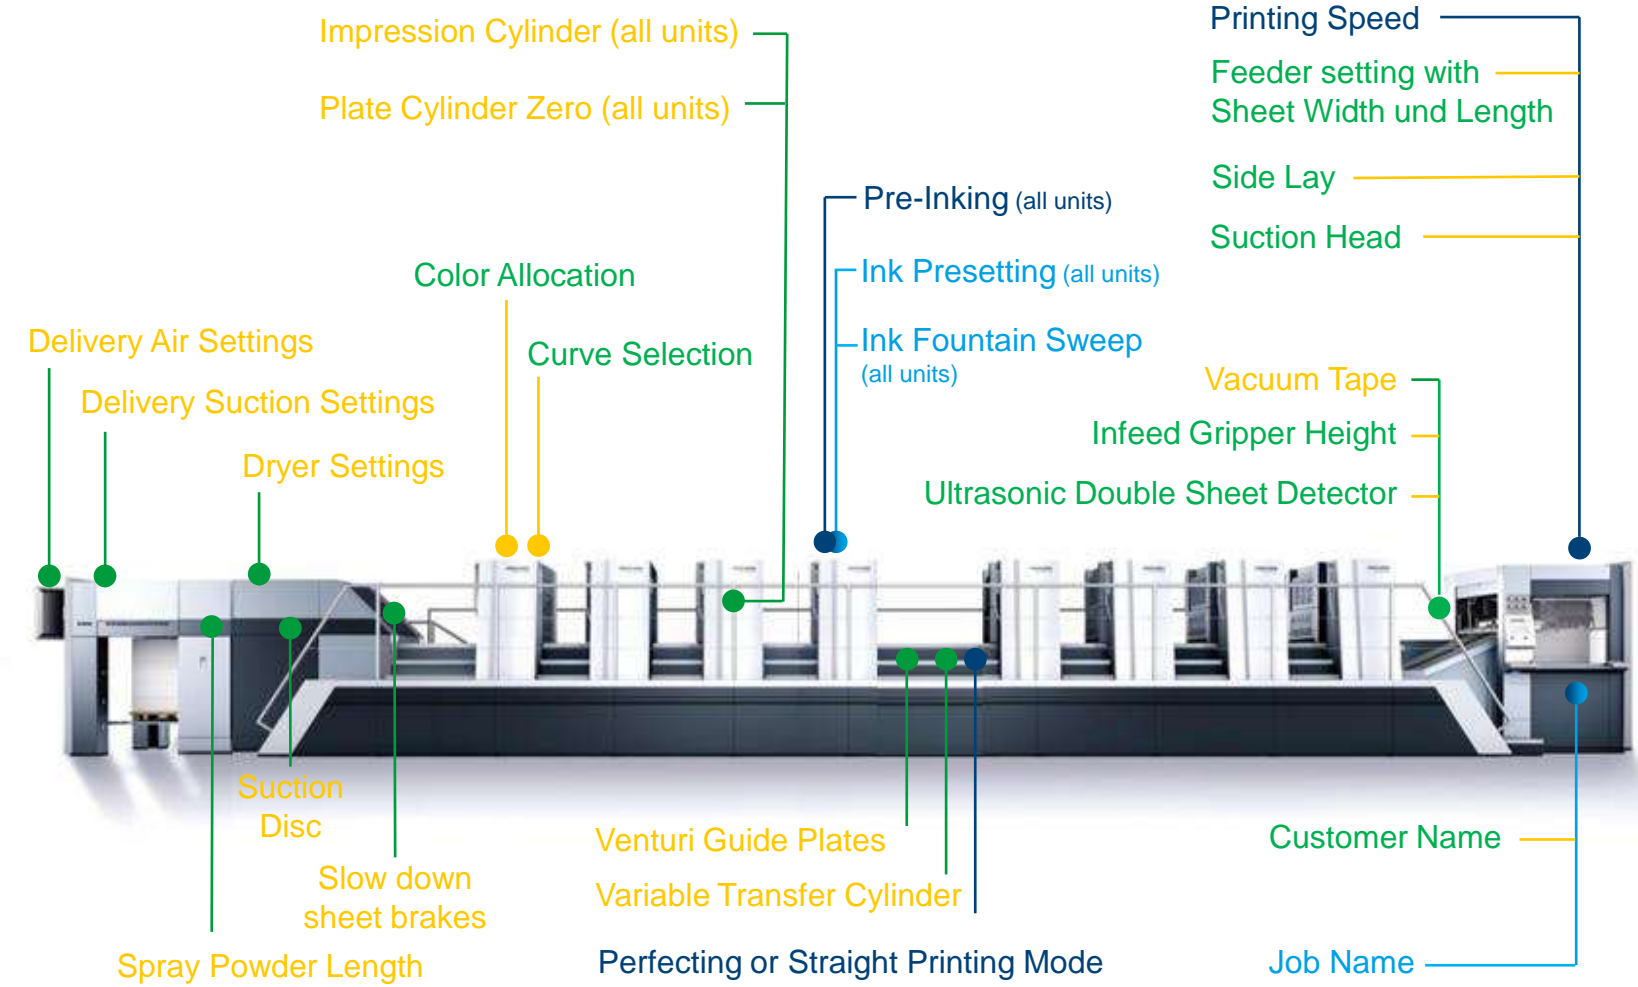 Impression Cylinder (all units)
Plate Cylinder Zero (all units)
Printing Speed
Feeder setting with
Sheet Width und Length
Side Lay
Suction Head
Pre-Inking (all units)
Ink Presetting (all units)
Ink Fountain Sweep
(all units)
Color Allocation
Curve Selection
Delivery Air Settings
Delivery Suction Settings
Dryer Settings
Vacuum Tape
Infeed Gripper Height
Ultrasonic Double Sheet Detector
Suction
Disc
Slow down
sheet brakes
Spray Powder Length
Venturi Guide Plates
Variable Transfer Cylinder
Perfecting or Straight Printing Mode
Customer Name
Job Name